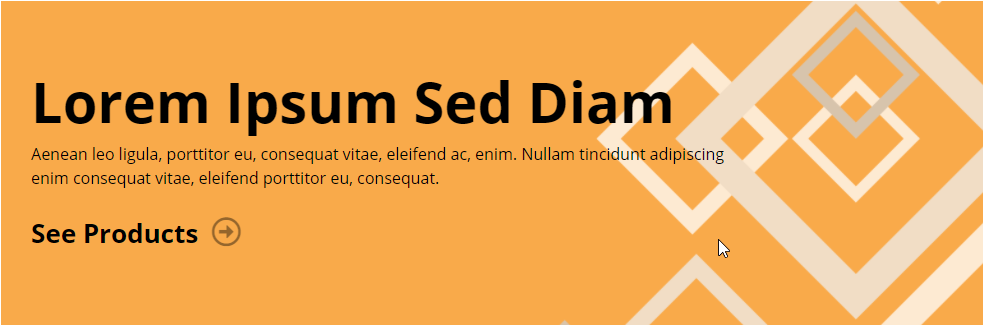 Lorem Ipsum Sed Diam
Aenean leo ligula, porttitor eu, consequat vitae, eleifend ac, enim. Nullam tincidunt adipiscing
enim consequat vitae, eleifend porttitor eu, consequat.
See Products